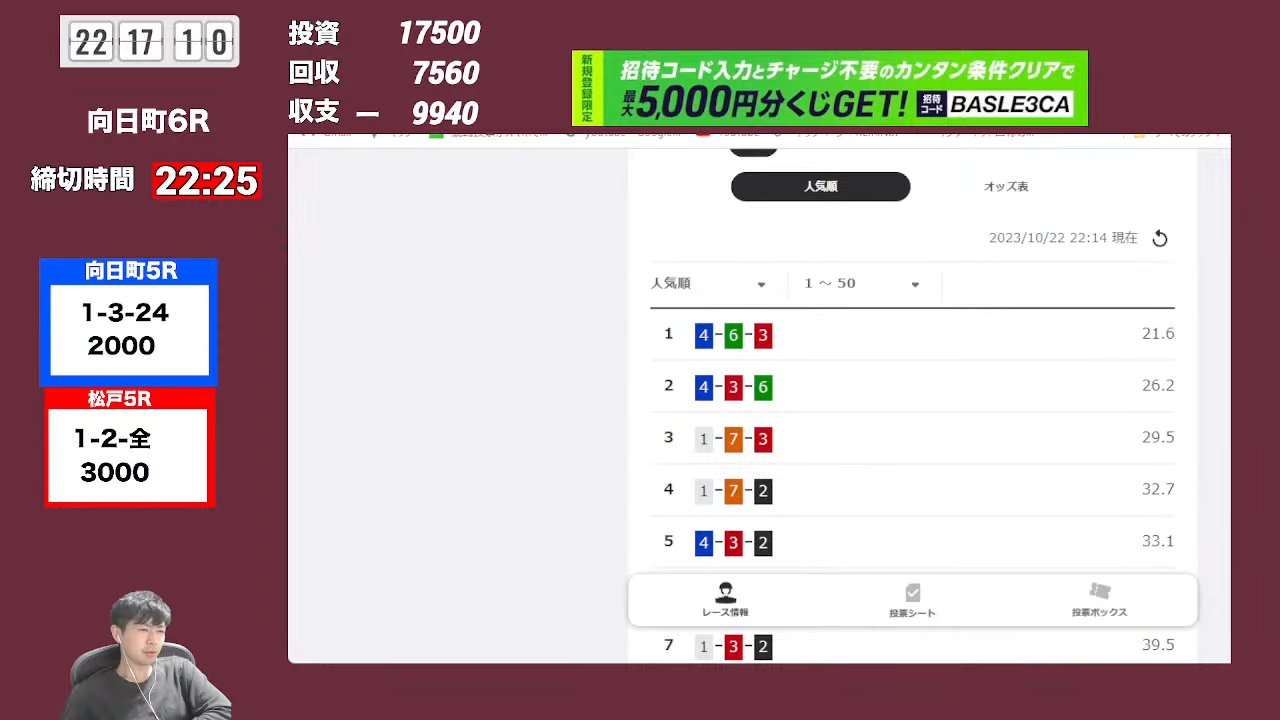 22 17 10
投資 17500
回収 7560
収支 － 9940
新規登録限定
招待コード入力とチャージ不要のカンタン条件クリアで
最大5,000円分くじGET! 招待コード BASLE3CA
向日町6R
締切時間 22:25
向日町5R
1-3-24
2000
松戸5R
1-2-全
3000
人気順 オッズ表
2023/10/22 22:14 現在
人気順 1 ～ 50
1 4-6-3 21.6
2 4-3-6 26.2
3 1-7-3 29.5
4 1-7-2 32.7
5 4-3-2 33.1
レース情報 投票シート 投票ボックス
7 1-3-2 39.5